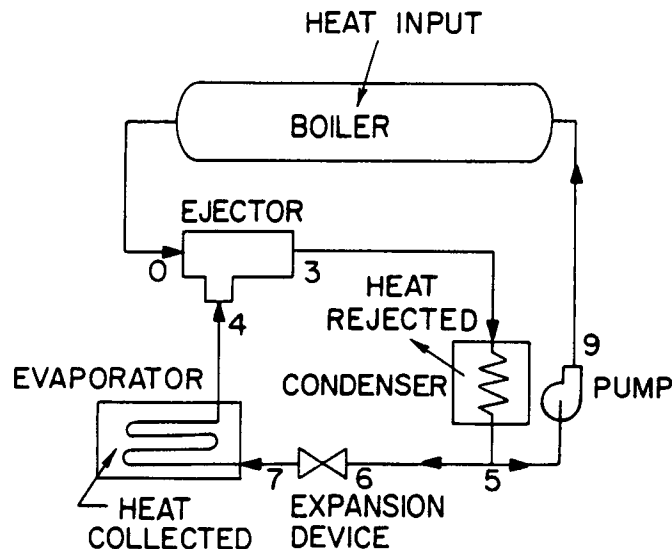 HEAT INPUT
BOILER
EJECTOR
0
3
4
HEAT
REJECTED
9
EVAPORATOR
CONDENSER
PUMP
7
6
5
HEAT
COLLECTED
EXPANSION
DEVICE